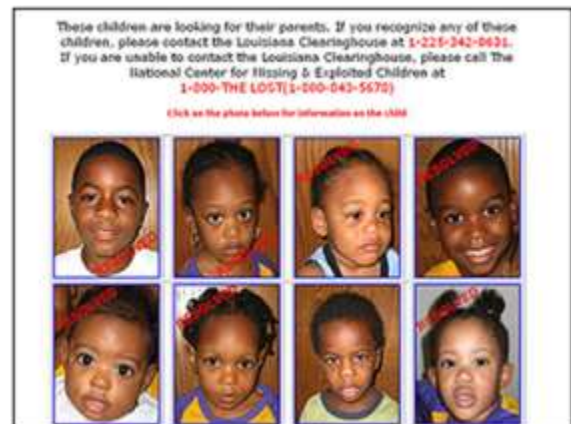 These children are looking for their parents. If you recognize any of these
children, please contact the Louisiana Clearinghouse at 1-225-342-8631.
If you are unable to contact the Louisiana Clearinghouse, please call The
National Center for Missing & Exploited Children at
1-800-THE LOST(1-800-843-5678)
Click on the photo below for information on the child
RESOLVED
RESOLVED
RESOLVED
RESOLVED
RESOLVED
RESOLVED
RESOLVED